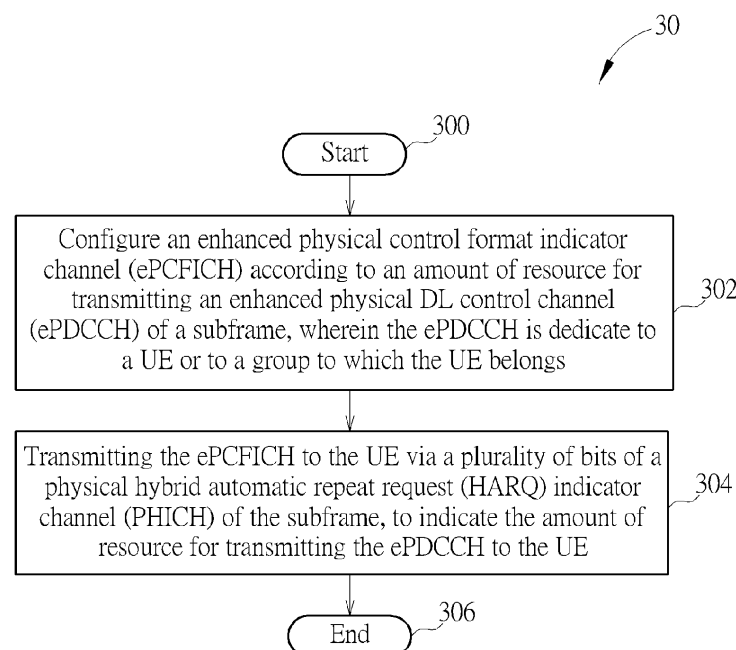 30
300
Start
Configure an enhanced physical control format indicator
channel (ePCFICH) according to an amount of resource for
transmitting an enhanced physical DL control channel
(ePDCCH) of a subframe, wherein the ePDCCH is dedicate to
a UE or to a group to which the UE belongs
302
Transmitting the ePCFICH to the UE via a plurality of bits of a
physical hybrid automatic repeat request (HARQ) indicator
channel (PHICH) of the subframe, to indicate the amount of
resource for transmitting the ePDCCH to the UE
304
End
306